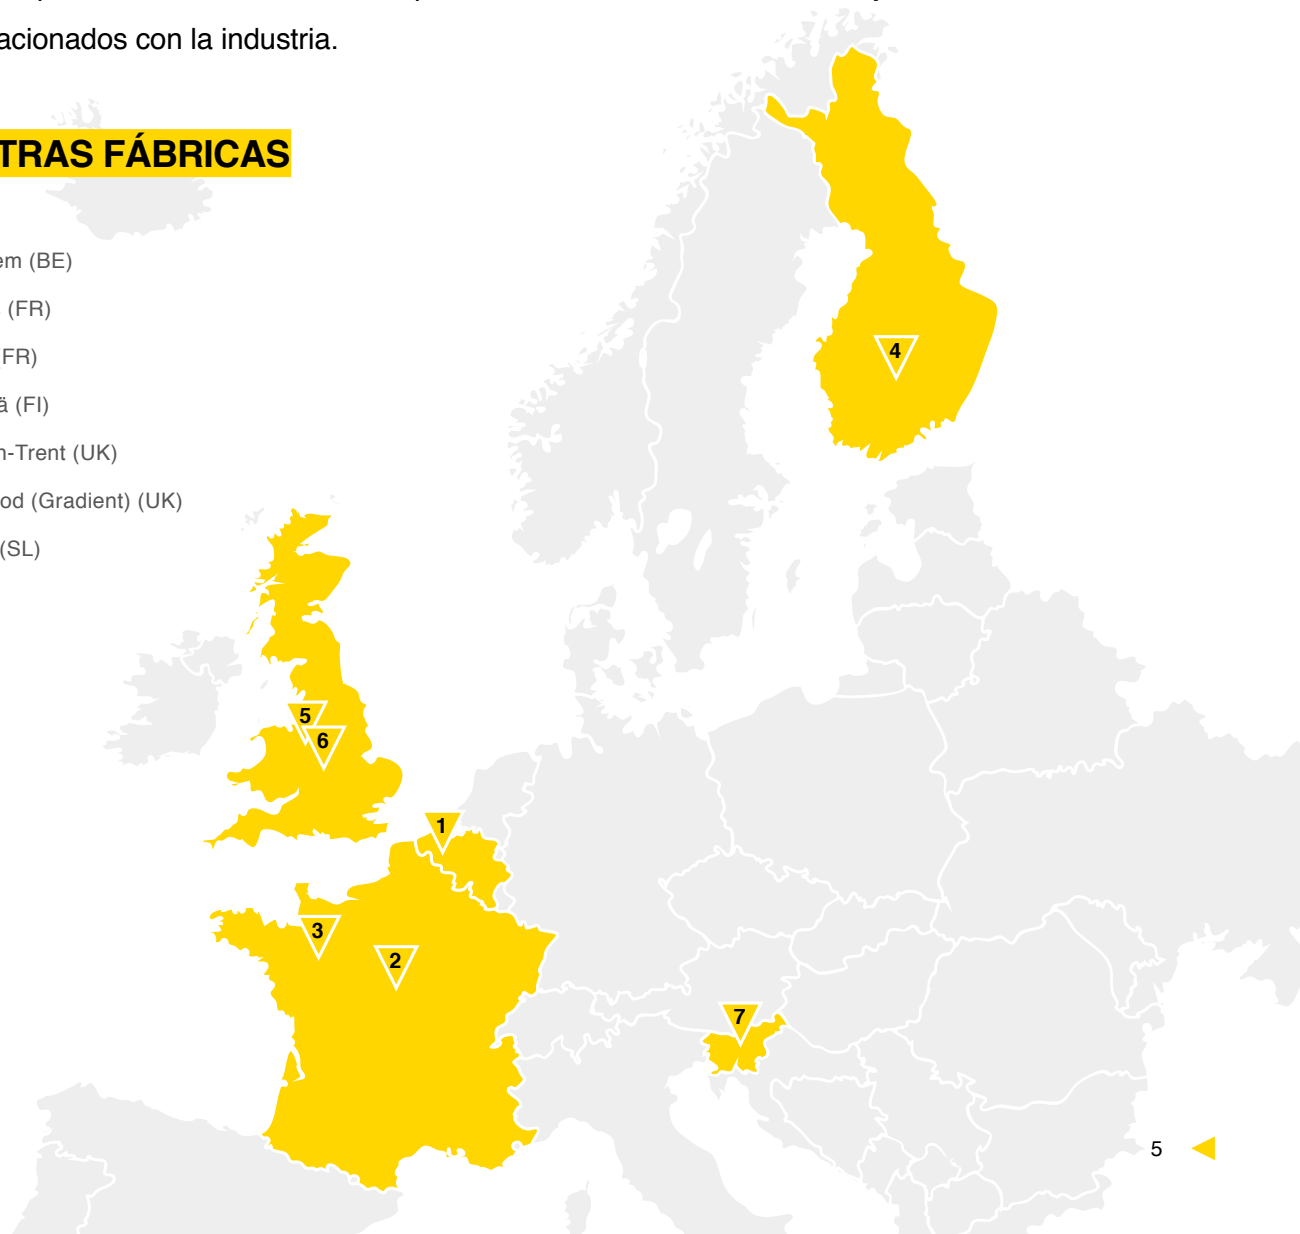 acionados con la industria.
TRAS FÁBRICAS
em (BE)
(FR)
(FR)
ä (FI)
n-Trent (UK)
od (Gradient) (UK)
(SL)
4
5
6
1
3
2
7
5